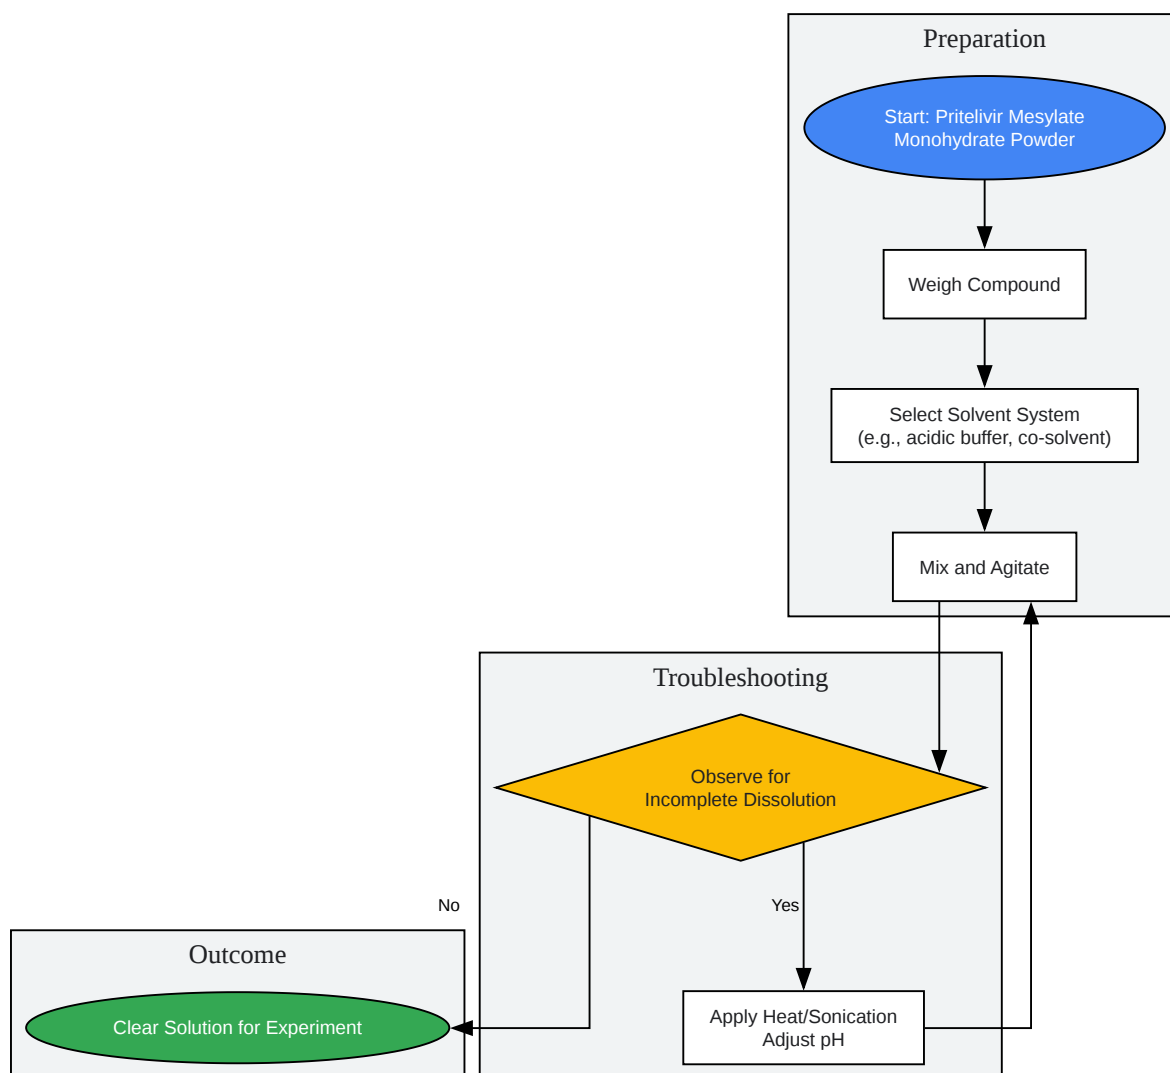 Preparation
Start: Pritelivir Mesylate
Monohydrate Powder
Weigh Compound
Select Solvent System
(e.g., acidic buffer, co-solvent)
Mix and Agitate
Troubleshooting
Observe for
Incomplete Dissolution
No
Yes
Outcome
Clear Solution for Experiment
Apply Heat/Sonication
Adjust pH